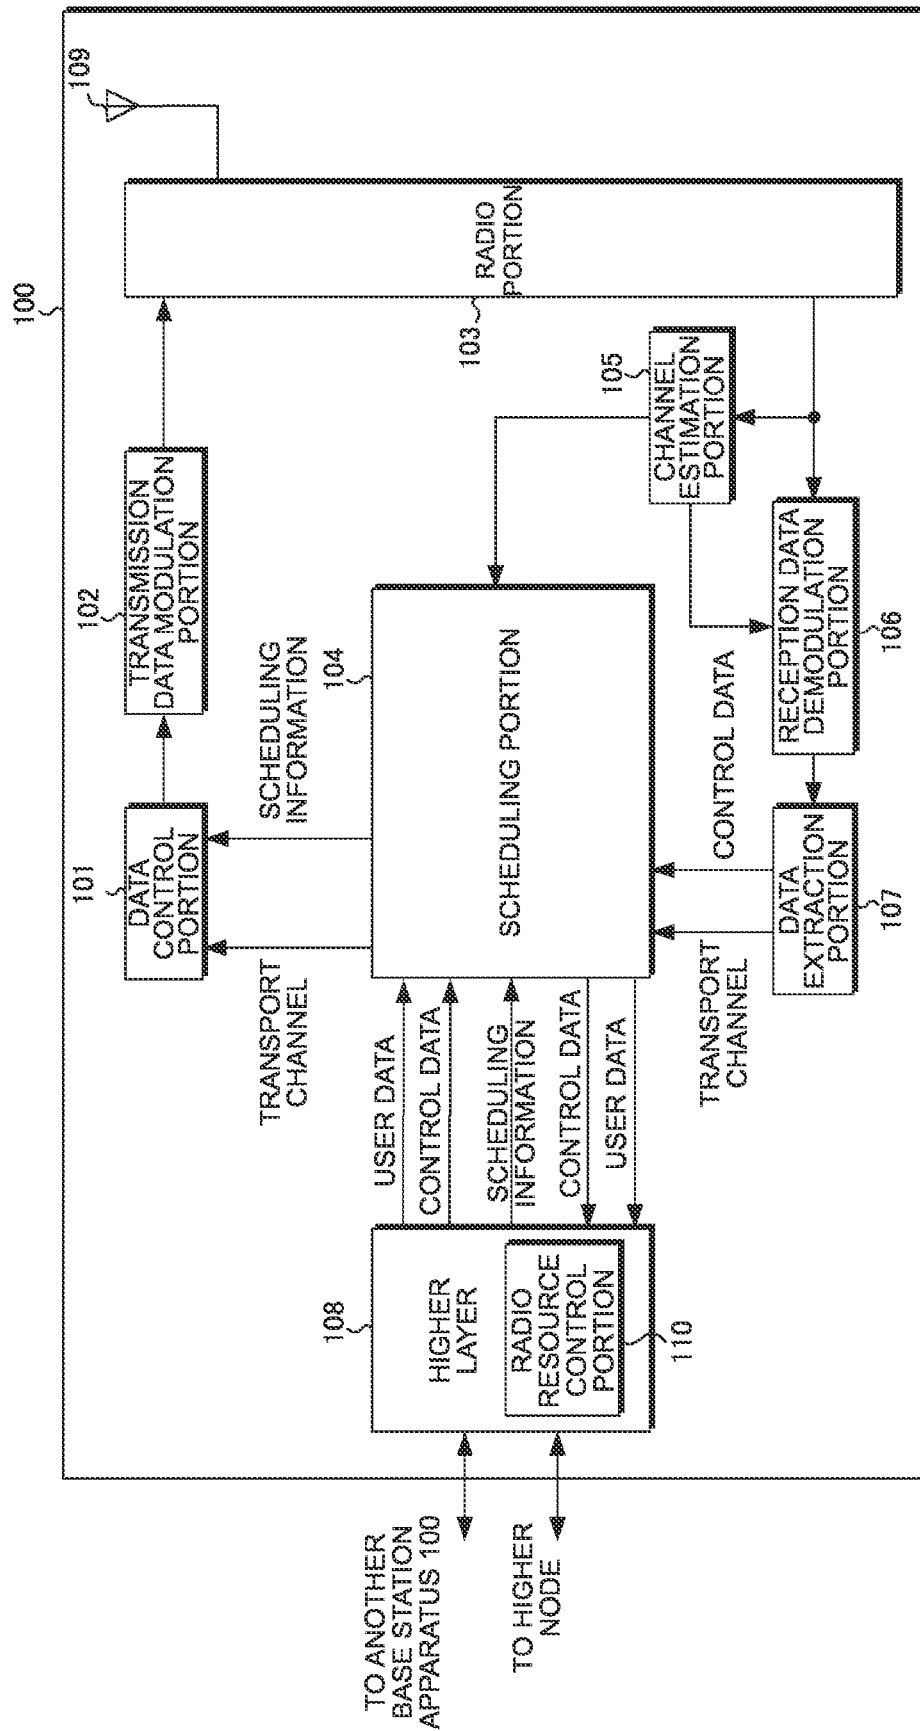 100
109
RADIO
PORTION
103
TRANSMISSION
DATA MODULATION
PORTION
102
DATA
CONTROL
PORTION
101
SCHEDULING
INFORMATION
TRANSPORT
CHANNEL
104
SCHEDULING PORTION
105
CHANNEL
ESTIMATION
PORTION
RECEPTION DATA
DEMODULATION
PORTION
106
CONTROL DATA
DATA
EXTRACTION
PORTION
107
TRANSPORT
CHANNEL
USER DATA
CONTROL DATA
SCHEDULING
INFORMATION
CONTROL DATA
USER DATA
108
HIGHER
LAYER
RADIO
RESOURCE
CONTROL
PORTION
110
TO ANOTHER
BASE STATION
APPARATUS 100
TO HIGHER
NODE